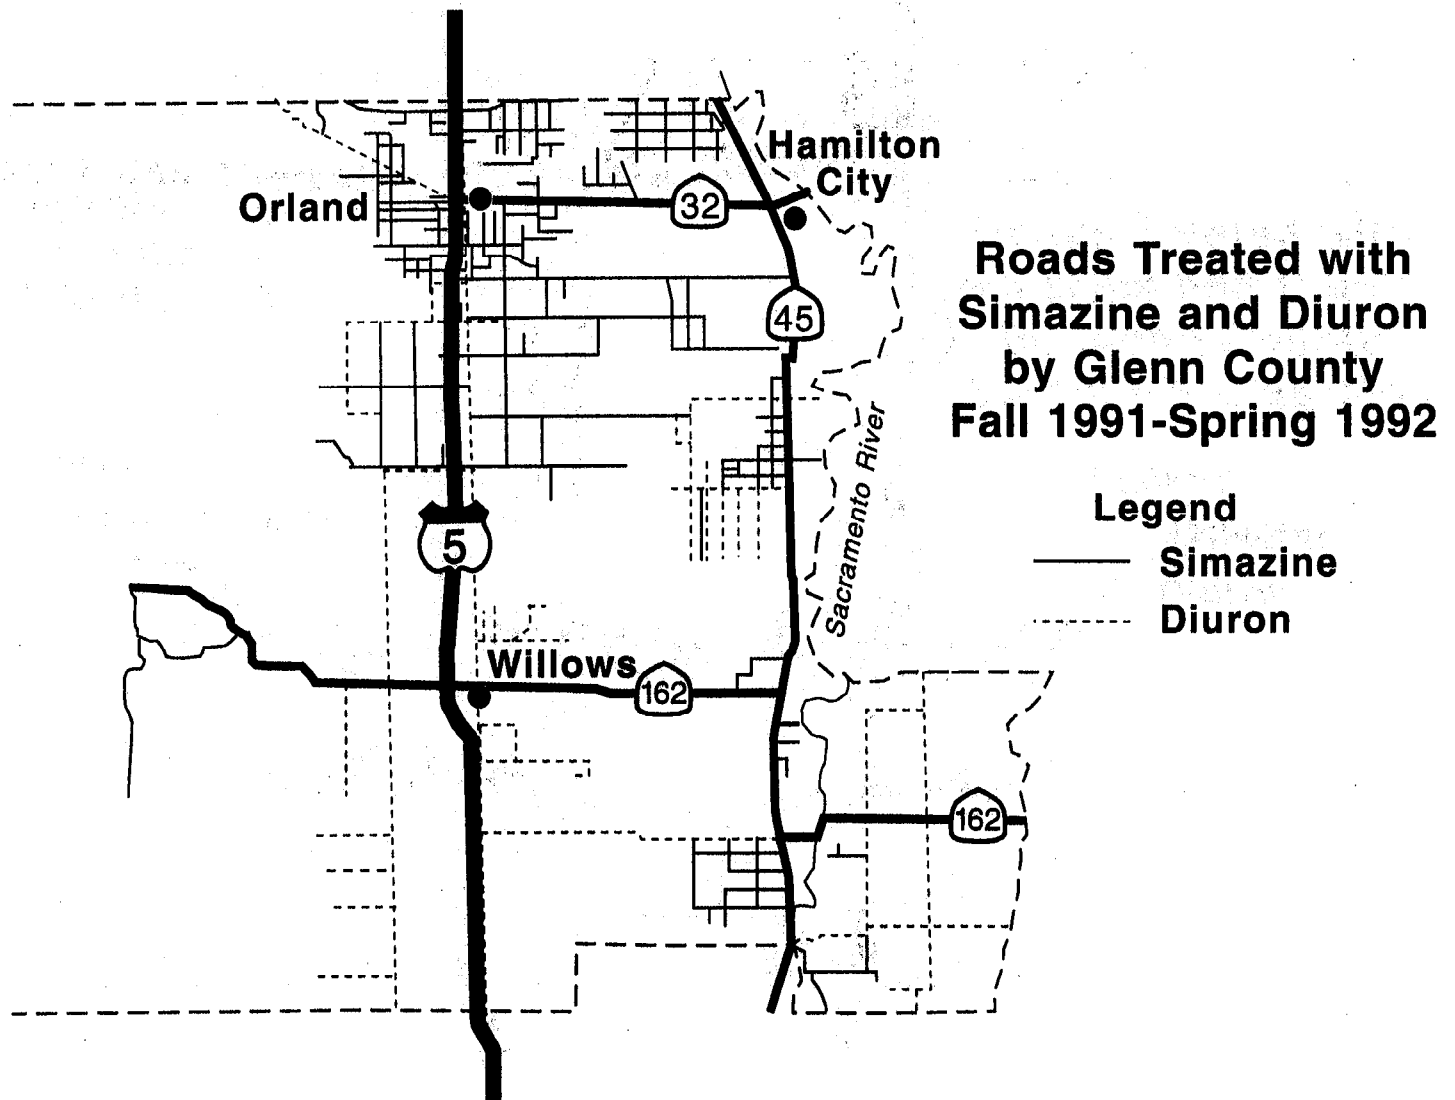 Hamilton
City
Orland
32
45
Roads Treated with
Simazine and Diuron
by Glenn County
Fall 1991-Spring 1992
Sacramento River
Legend
Simazine
Diuron
5
Willows
162
162